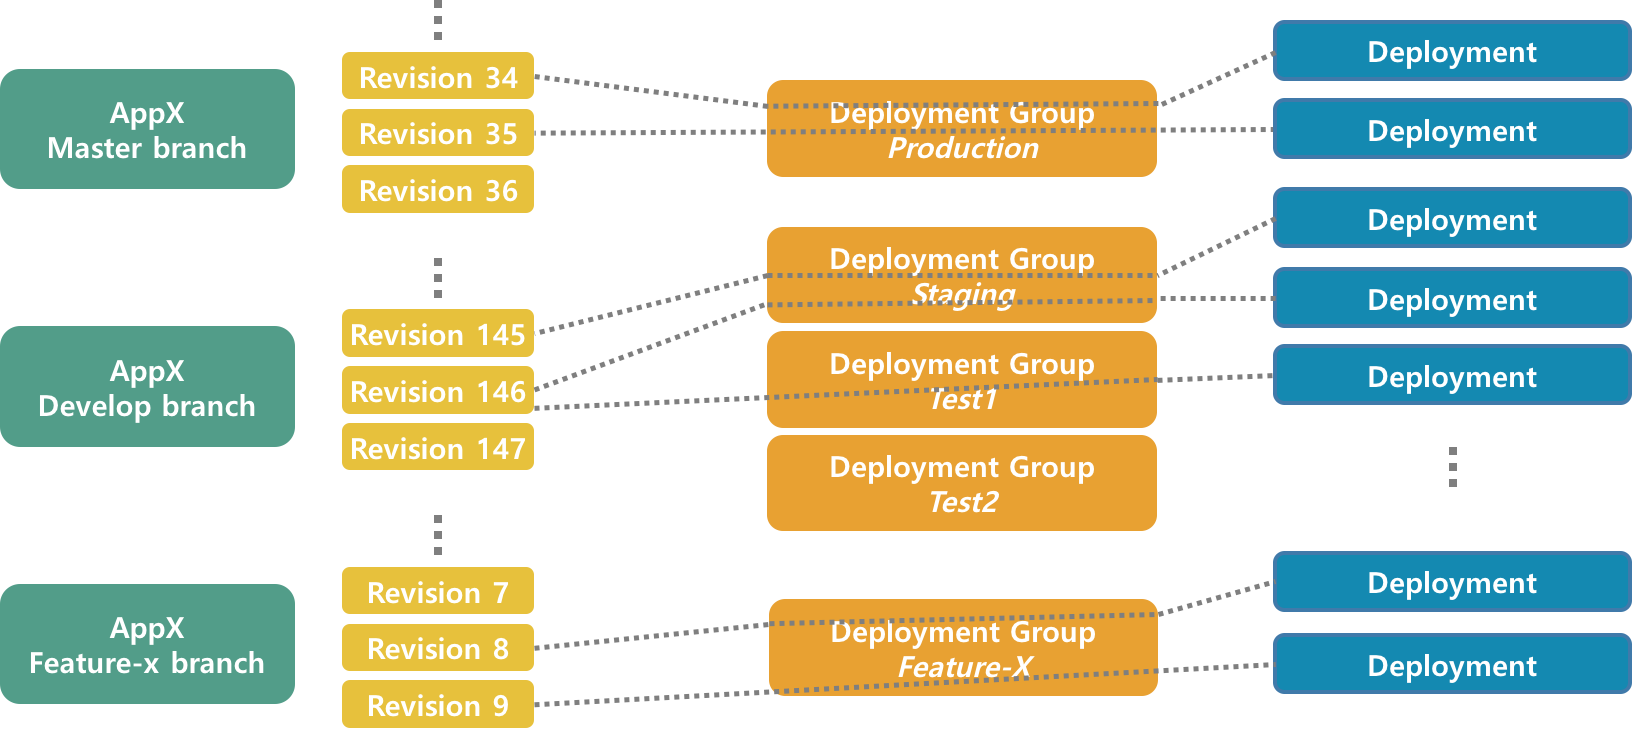 AppX
Master branch
Revision 34
Revision 35
Revision 36
Deployment Group
Production
Deployment
Deployment
AppX
Develop branch
Revision 145
Revision 146
Revision 147
Deployment Group
Staging
Deployment Group
Test1
Deployment Group
Test2
Deployment
Deployment
Deployment
AppX
Feature-x branch
Revision 7
Revision 8
Revision 9
Deployment Group
Feature-X
Deployment
Deployment